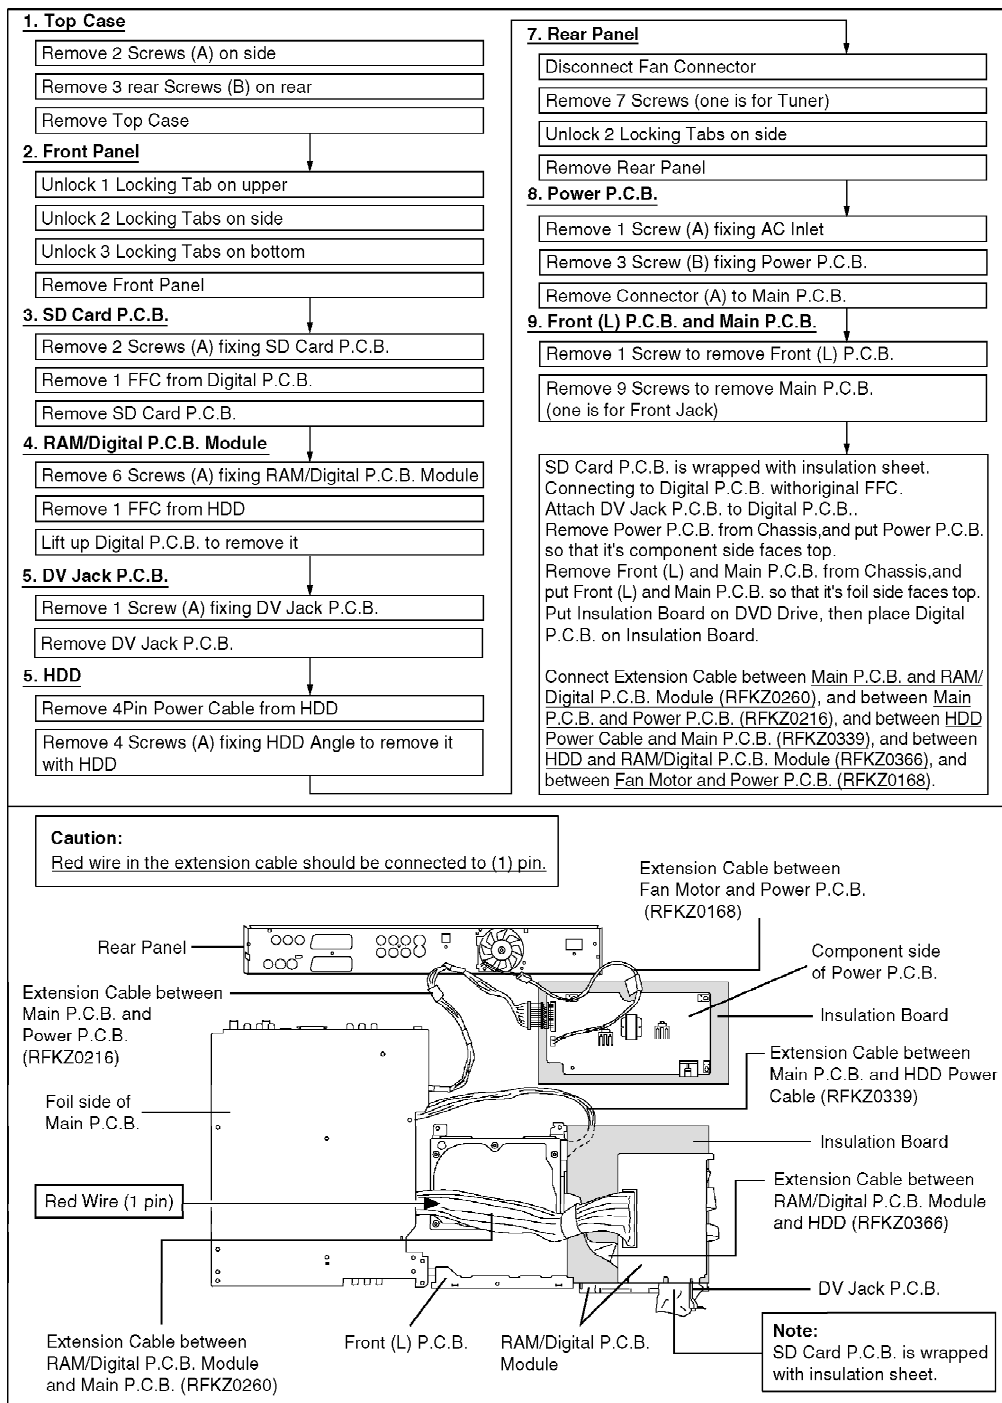 1. Top Case
Remove 2 Screws (A) on side
Remove 3 rear Screws (B) on rear
Remove Top Case
2. Front Panel
Unlock 1 Locking Tab on upper
Unlock 2 Locking Tabs on side
Unlock 3 Locking Tabs on bottom
Remove Front Panel
3. SD Card P.C.B.
Remove 2 Screws (A) fixing SD Card P.C.B.
Remove 1 FFC from Digital P.C.B.
Remove SD Card P.C.B.
4. RAM/Digital P.C.B. Module
Remove 6 Screws (A) fixing RAM/Digital P.C.B. Module
Remove 1 FFC from HDD
Lift up Digital P.C.B. to remove it
5. DV Jack P.C.B.
Remove 1 Screw (A) fixing DV Jack P.C.B.
Remove DV Jack P.C.B.
5. HDD
Remove 4Pin Power Cable from HDD
Remove 4 Screws (A) fixing HDD Angle to remove it
with HDD
7. Rear Panel
Disconnect Fan Connector
Remove 7 Screws (one is for Tuner)
Unlock 2 Locking Tabs on side
Remove Rear Panel
8. Power P.C.B.
Remove 1 Screw (A) fixing AC Inlet
Remove 3 Screw (B) fixing Power P.C.B.
Remove Connector (A) to Main P.C.B.
9. Front (L) P.C.B. and Main P.C.B.
Remove 1 Screw to remove Front (L) P.C.B.
Remove 9 Screws to remove Main P.C.B.
(one is for Front Jack)
SD Card P.C.B. is wrapped with insulation sheet.
Connecting to Digital P.C.B. withoriginal FFC.
Attach DV Jack P.C.B. to Digital P.C.B..
Remove Power P.C.B. from Chassis,and put Power P.C.B.
so that it's component side faces top.
Remove Front (L) and Main P.C.B. from Chassis,and
put Front (L) and Main P.C.B. so that it's foil side faces top.
Put Insulation Board on DVD Drive, then place Digital
P.C.B. on Insulation Board.
Connect Extension Cable between Main P.C.B. and RAM/
Digital P.C.B. Module (RFKZ0260), and between Main
P.C.B. and Power P.C.B. (RFKZ0216), and between HDD
Power Cable and Main P.C.B. (RFKZ0339), and between
HDD and RAM/Digital P.C.B. Module (RFKZ0366), and
between Fan Motor and Power P.C.B. (RFKZ0168).
Caution:
Red wire in the extension cable should be connected to (1) pin.
Extension Cable between
Fan Motor and Power P.C.B.
(RFKZ0168)
Rear Panel
Component side
of Power P.C.B.
Extension Cable between
Main P.C.B. and
Power P.C.B.
(RFKZ0216)
Insulation Board
Extension Cable between
Main P.C.B. and HDD Power
Cable (RFKZ0339)
Foil side of
Main P.C.B.
Insulation Board
Extension Cable between
RAM/Digital P.C.B. Module
and HDD (RFKZ0366)
Red Wire (1 pin)
DV Jack P.C.B.
Extension Cable between
RAM/Digital P.C.B. Module
and Main P.C.B. (RFKZ0260)
Front (L) P.C.B.
RAM/Digital P.C.B.
Module
Note:
SD Card P.C.B. is wrapped
with insulation sheet.